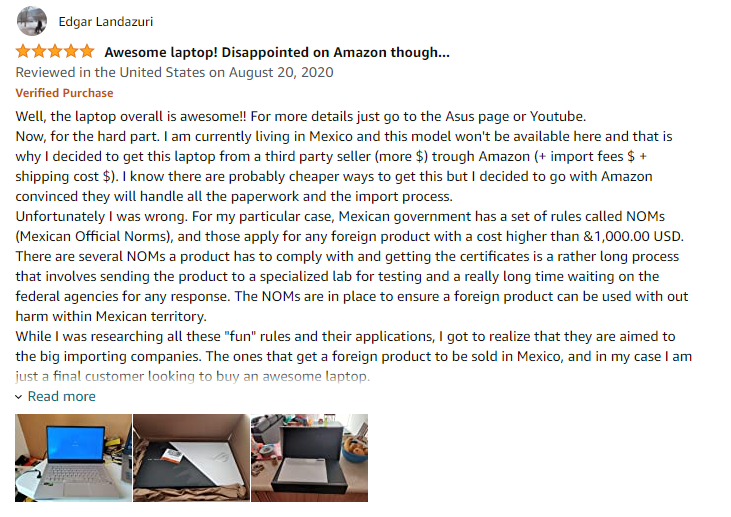 Edgar Landazuri
Awesome laptop! Disappointed on Amazon though...
Reviewed in the United States on August 20, 2020
Verified Purchase
Well, the laptop overall is awesome!! For more details just go to the Asus page or Youtube.
Now, for the hard part. I am currently living in Mexico and this model won't be available here and that is
why I decided to get this laptop from a third party seller (more $) trough Amazon (+ import fees $ +
shipping cost $). I know there are probably cheaper ways to get this but I decided to go with Amazon
convinced they will handle all the paperwork and the import process.
Unfortunately I was wrong. For my particular case, Mexican government has a set of rules called NOMs
(Mexican Official Norms), and those apply for any foreign product with a cost higher than &1,000.00 USD.
There are several NOMs a product has to comply with and getting the certificates is a rather long process
that involves sending the product to a specialized lab for testing and a really long time waiting on the
federal agencies for any response. The NOMs are in place to ensure a foreign product can be used with out
harm within Mexican territory.
While I was researching all these "fun" rules and their applications, I got to realize that they are aimed to
the big importing companies. The ones that get a foreign product to be sold in Mexico, and in my case I am
just a final customer looking to buy an awesome laptop.
Read more